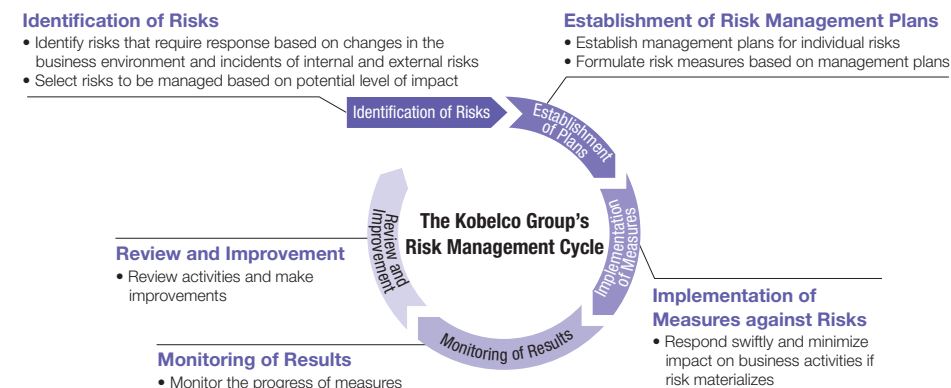 Identification of Risks
• Identify risks that require response based on changes in the
business environment and incidents of internal and external risks
• Select risks to be managed based on potential level of impact
Establishment of Risk Management Plans
• Establish management plans for individual risks
• Formulate risk measures based on management plans
Identification of Risks
Establishment
of Plans
Implementation
of Measures
Monitoring of Results
Review and
Improvement
The Kobelco Group's
Risk Management Cycle
Review and Improvement
• Review activities and make
improvements
Implementation of
Measures against Risks
• Respond swiftly and minimize
impact on business activities if
risk materializes
Monitoring of Results
• Monitor the progress of measures